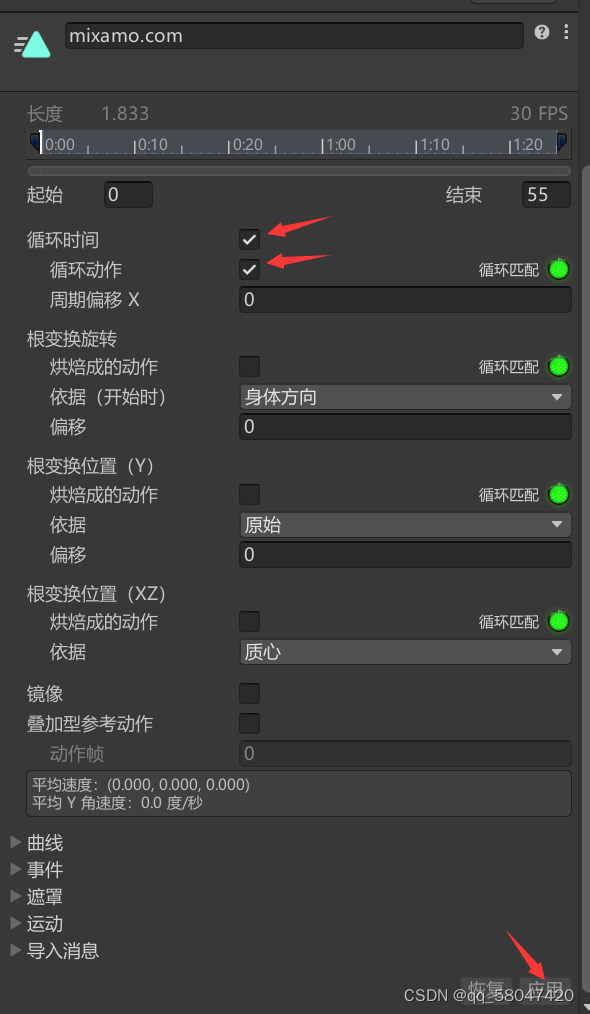 mixamo.com
长度 1.833 30 FPS
0:00 0:10 0:20 1:00 1:10 1:20
起始 0 结束 55
循环时间
循环动作 循环匹配
周期偏移 X 0
根变换旋转
烘焙成的动作 循环匹配
依据（开始时） 身体方向
偏移 0
根变换位置（Y）
烘焙成的动作 循环匹配
依据 原始
偏移 0
根变换位置（XZ）
烘焙成的动作 循环匹配
依据 质心
镜像
叠加型参考动作
动作帧 0
平均速度：(0.000, 0.000, 0.000)
平均 Y 角速度：0.0 度/秒
曲线
事件
遮罩
运动
导入消息
恢复 应用
CSDN @qq_58047420